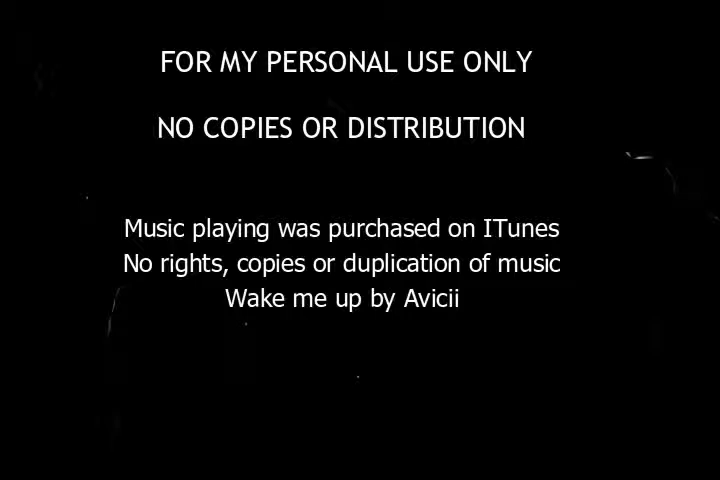 FOR MY PERSONAL USE ONLY
NO COPIES OR DISTRIBUTION
Music playing was purchased on ITunes
No rights, copies or duplication of music
Wake me up by Avicii